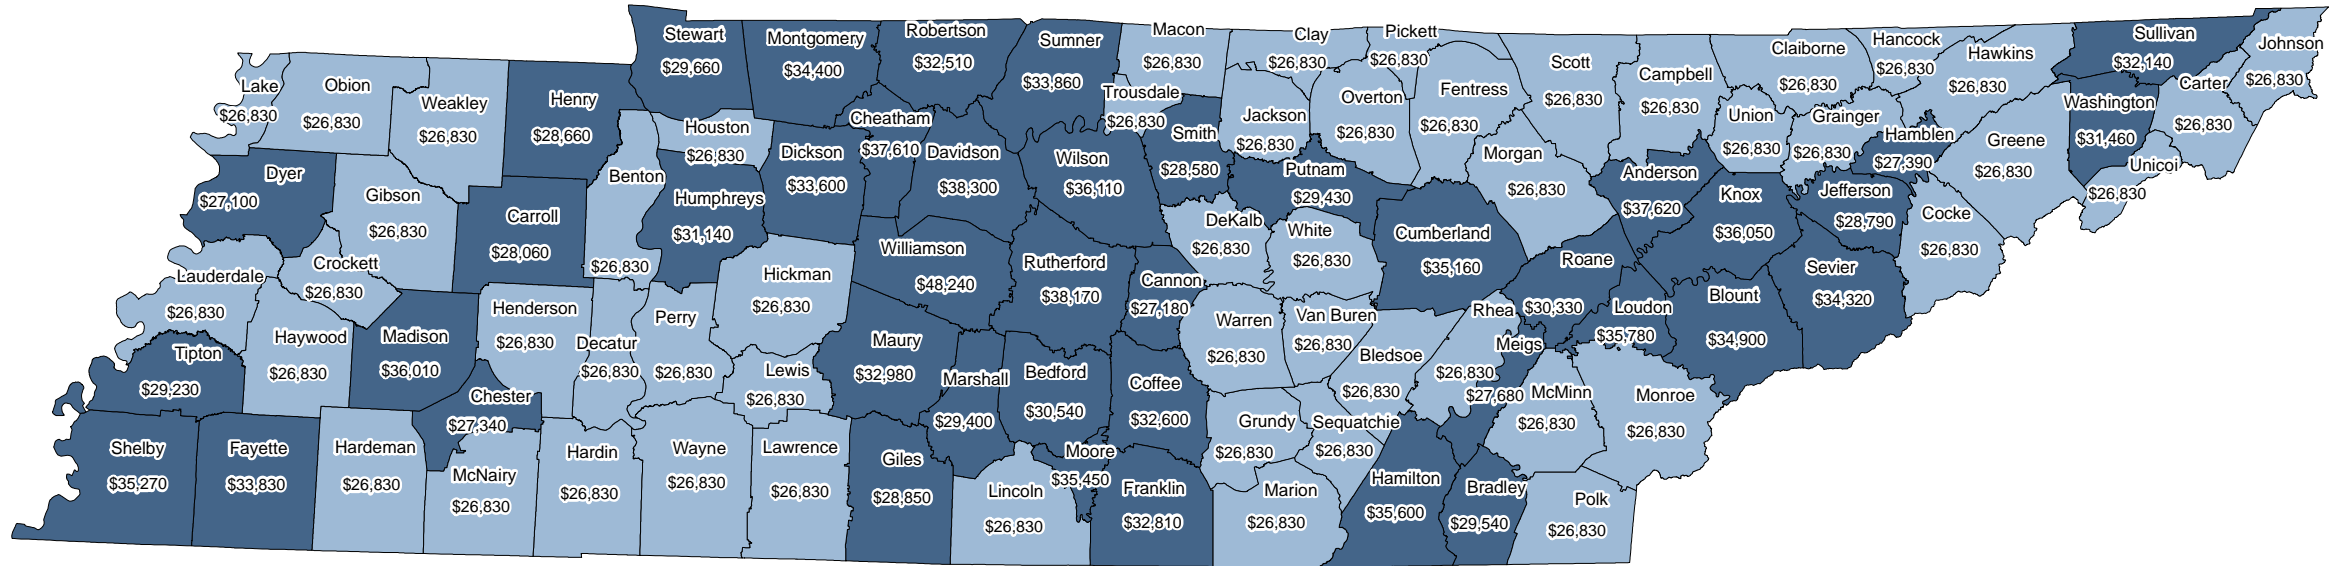 Lake
$26,830
Obion
$26,830
Weakley
$26,830
Henry
$28,660
Stewart
$29,660
Montgomery
$34,400
Robertson
$32,510
Sumner
$33,860
Macon
$26,830
Clay
$26,830
Pickett
$26,830
Scott
$26,830
Campbell
$26,830
Claiborne
$26,830
Hancock
$26,830
Hawkins
$26,830
Sullivan
$32,140
Johnson
$26,830
Carter
$26,830
Washington
$31,460
Unicoi
$26,830
Greene
$26,830
Hamblen
$27,390
Grainger
$26,830
Union
$26,830
Fentress
$26,830
Overton
$26,830
Jackson
$26,830
Trousdale
$26,830
Smith
$28,580
Cheatham
$37,610
Davidson
$38,300
Wilson
$36,110
Houston
$26,830
Dickson
$33,600
Benton
$26,830
Humphreys
$31,140
Dyer
$27,100
Gibson
$26,830
Carroll
$28,060
Putnam
$29,430
Morgan
$26,830
Anderson
$37,620
Knox
$36,050
Jefferson
$28,790
Cocke
$26,830
Sevier
$34,320
Blount
$34,900
Loudon
$35,780
Roane
$30,330
Cumberland
$35,160
White
$26,830
DeKalb
$26,830
Cannon
$27,180
Rutherford
$38,170
Williamson
$48,240
Hickman
$26,830
Lauderdale
$26,830
Crockett
$26,830
Haywood
$26,830
Madison
$36,010
Henderson
$26,830
Decatur
$26,830
Perry
$26,830
Lewis
$26,830
Maury
$32,980
Marshall
$29,400
Bedford
$30,540
Coffee
$32,600
Warren
$26,830
Van Buren
$26,830
Bledsoe
$26,830
Rhea
$26,830
Meigs
$27,680
McMinn
$26,830
Monroe
$26,830
Tipton
$29,230
Chester
$27,340
Shelby
$35,270
Fayette
$33,830
Hardeman
$26,830
McNairy
$26,830
Hardin
$26,830
Wayne
$26,830
Lawrence
$26,830
Giles
$28,850
Lincoln
$26,830
Moore
$35,450
Franklin
$32,810
Grundy
$26,830
Sequatchie
$26,830
Marion
$26,830
Hamilton
$35,600
Bradley
$29,540
Polk
$26,830